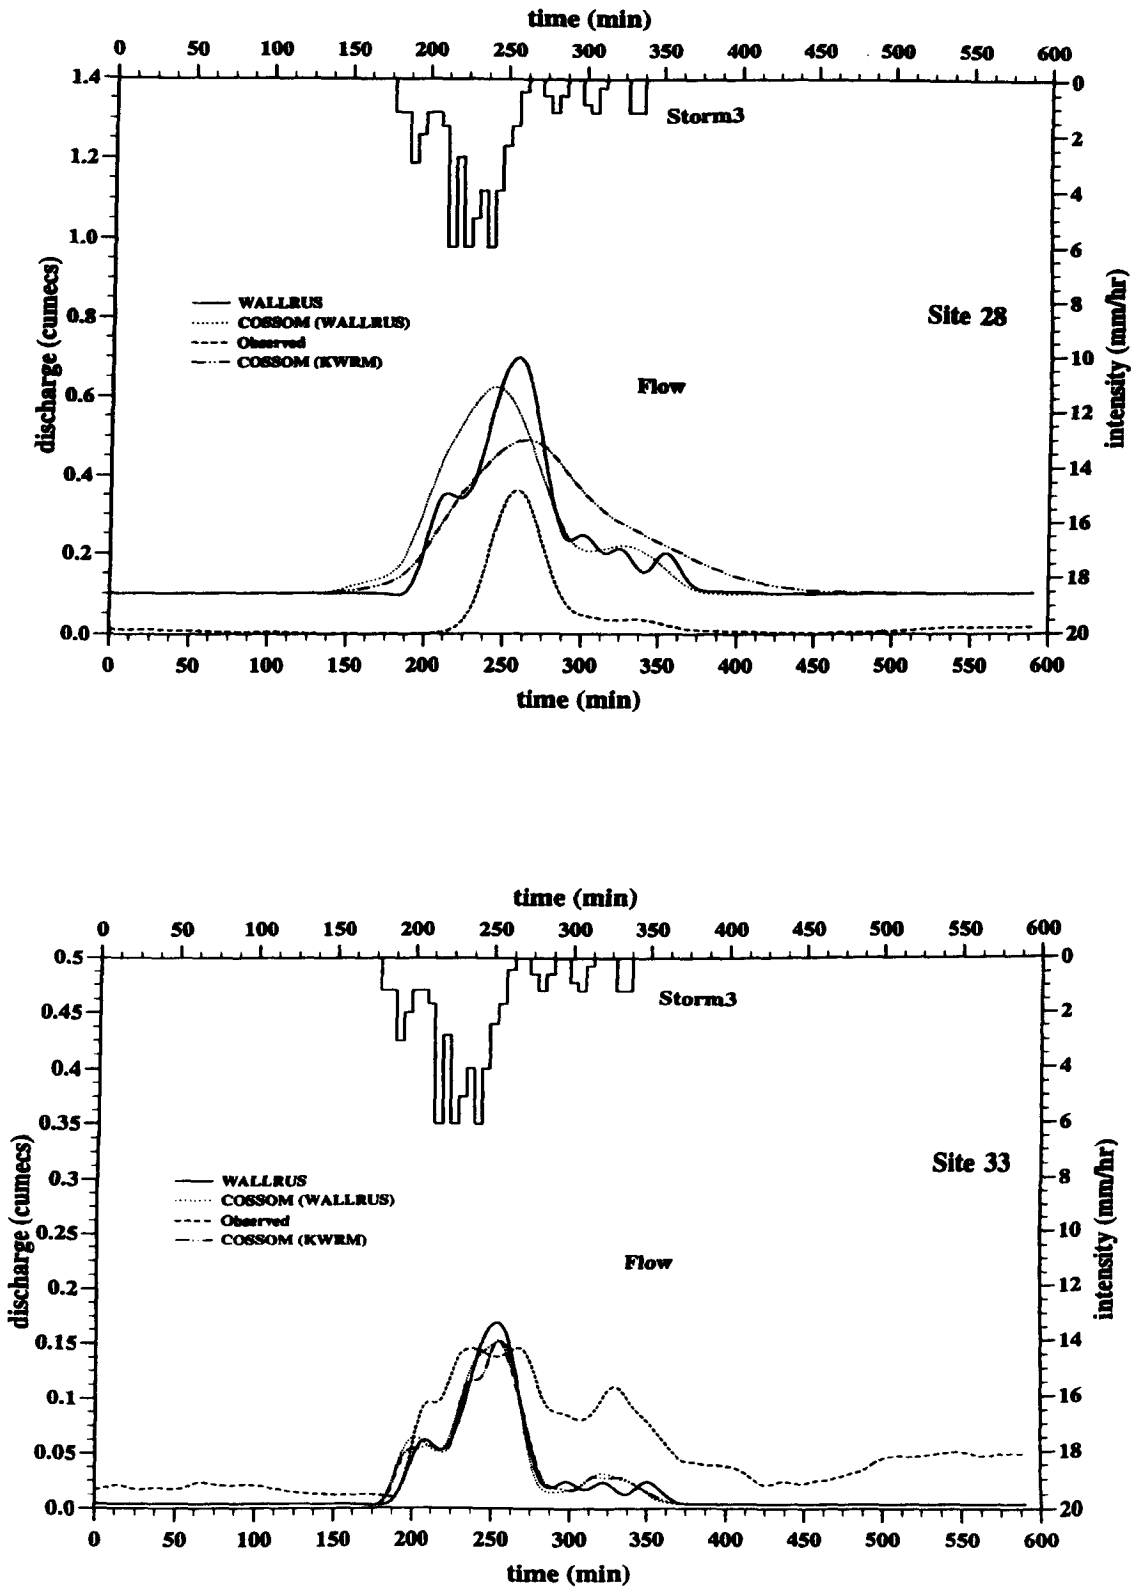 time (min)
0 50 100 150 200 250 300 350 400 450 500 550 600
1.4 0
Storm3
1.2 2
4
1.0 6
WALLRUS
COSSOM (WALLRUS)
Observed
COSSOM (KWRM)
8
Site 28
0.8
discharge (cumecs)
intensity (mm/hr)
10
Flow
0.6 12
0.4 14
16
0.2 18
0.0 20
0 50 100 150 200 250 300 350 400 450 500 550 600
time (min)
time (min)
0 50 100 150 200 250 300 350 400 450 500 550 600
0.5 0
Storm3
0.45 2
0.4 4
0.35 6
Site 33
0.3 8
WALLRUS
COSSOM (WALLRUS)
Observed
COSSOM (KWRM)
discharge (cumecs)
intensity (mm/hr)
0.25 10
Flow
0.2 12
0.15 14
0.1 16
0.05 18
0.0 20
0 50 100 150 200 250 300 350 400 450 500 550 600
time (min)